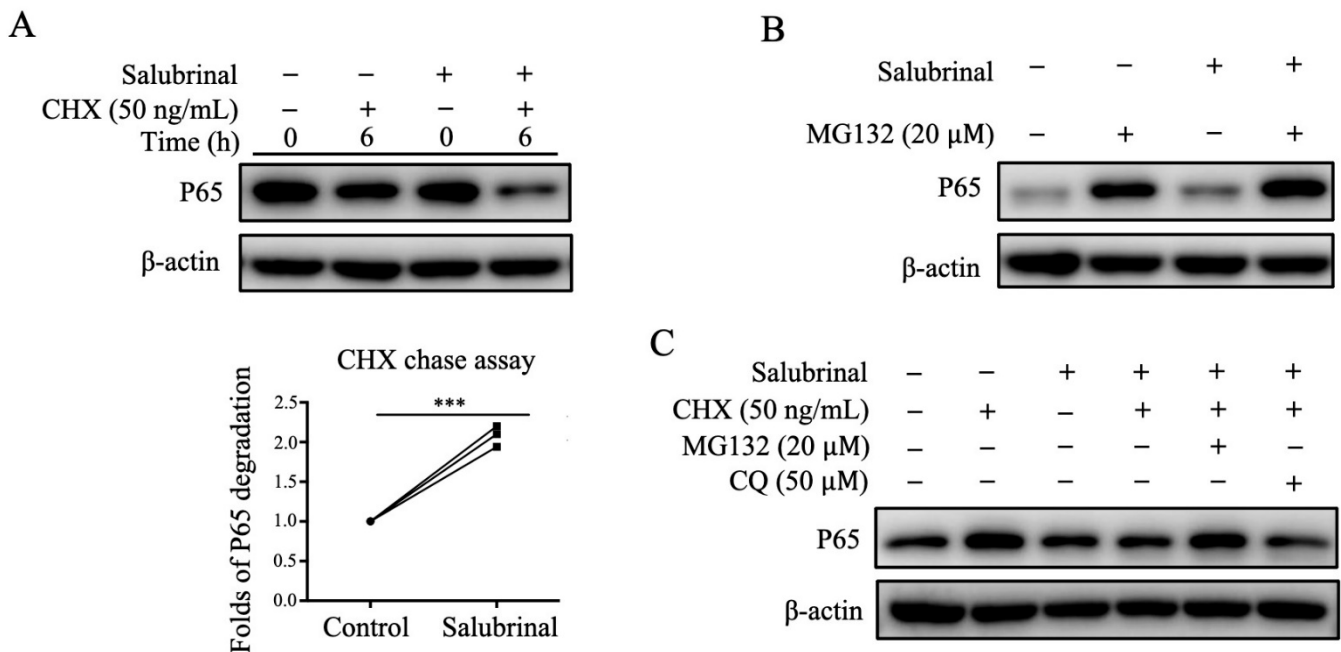 A
Salubrinal − − + +
CHX (50 ng/mL) − + − +
Time (h) 0 6 0 6
P65
β-actin
CHX chase assay
***
Folds of P65 degradation
2.5
2.0
1.5
1.0
0.5
0.0
Control Salubrinal
B
Salubrinal − − + +
MG132 (20 μM) − + − +
P65
β-actin
C
Salubrinal − − + + + +
CHX (50 ng/mL) − + − + + +
MG132 (20 μM) − − − − + −
CQ (50 μM) − − − − − +
P65
β-actin